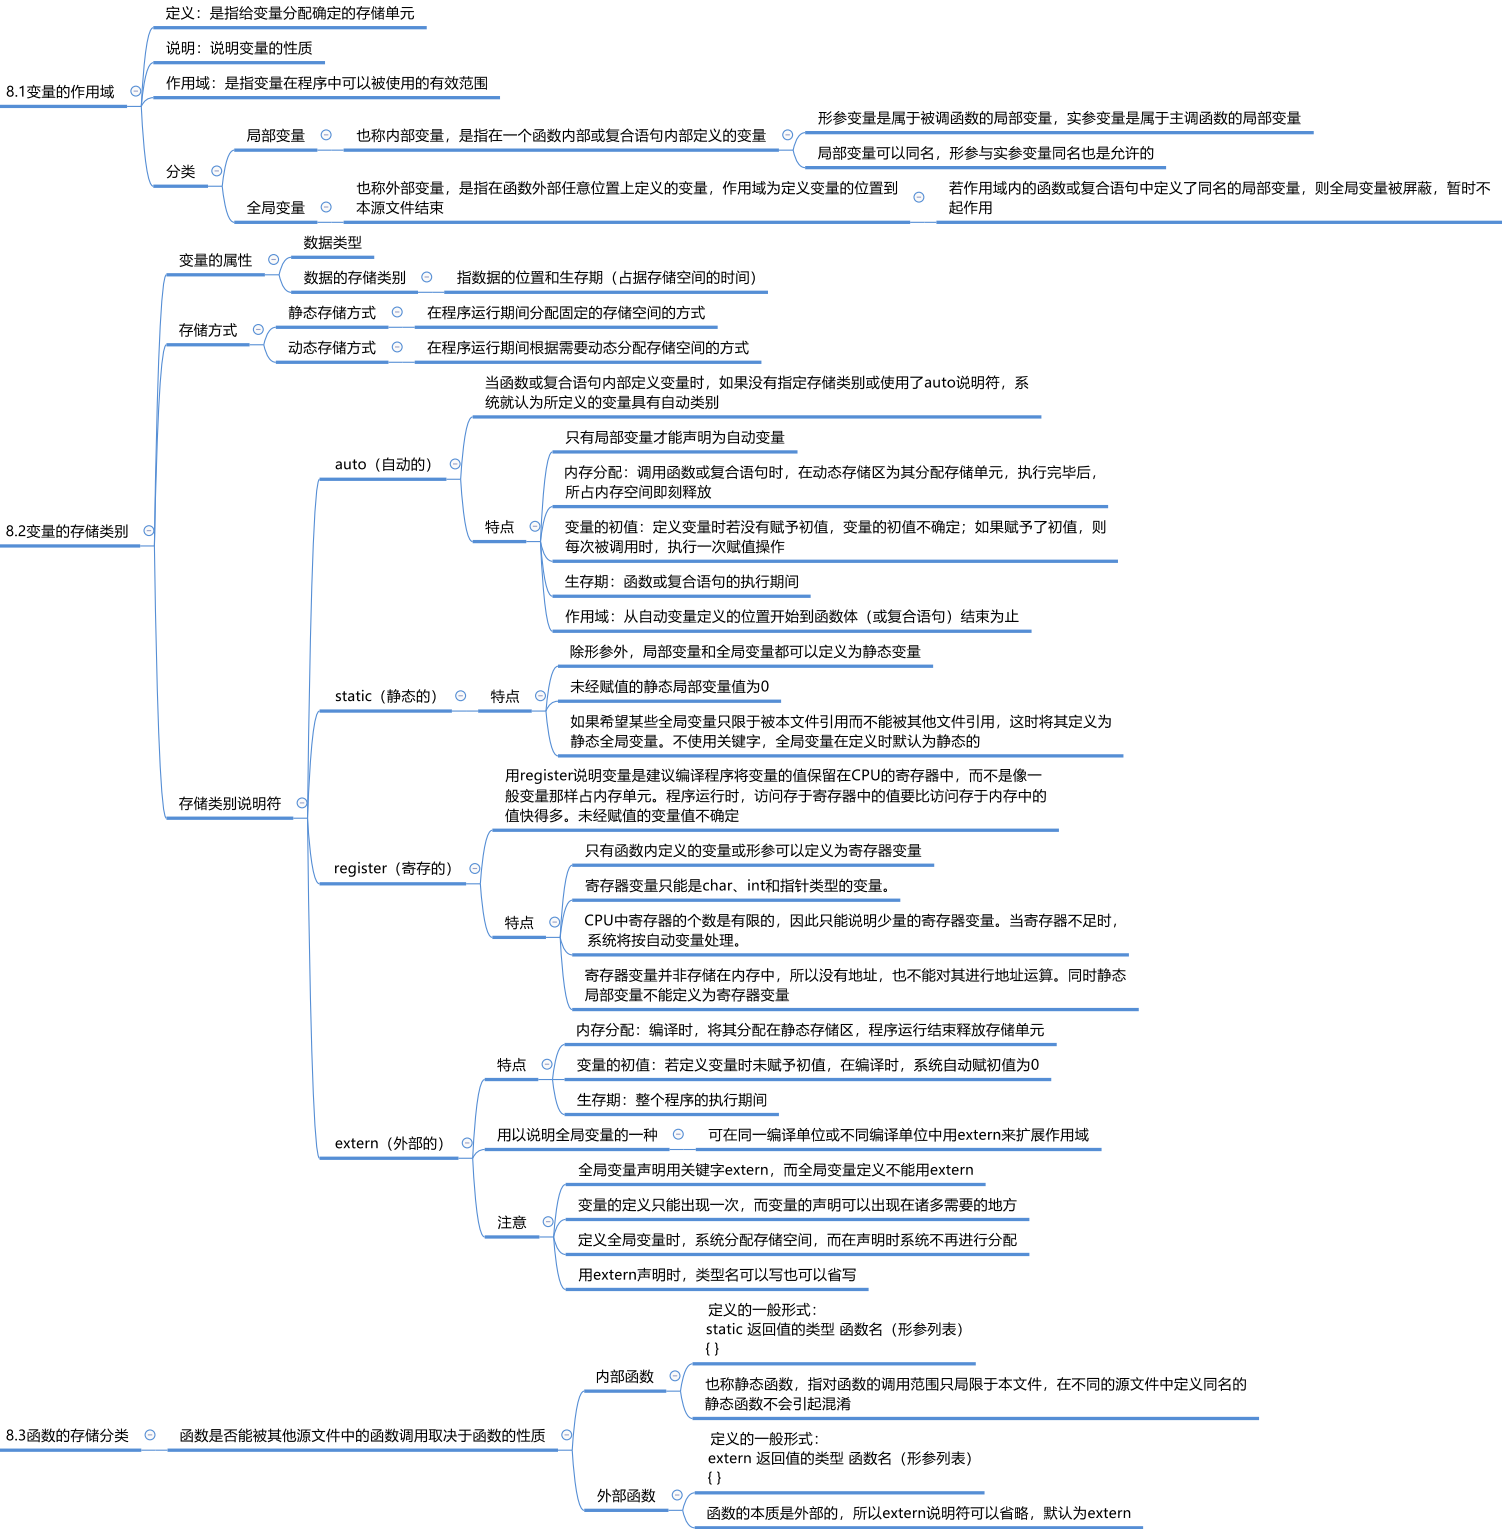 8.1变量的作用域
定义：是指给变量分配确定的存储单元
说明：说明变量的性质
作用域：是指变量在程序中可以被使用的有效范围
分类
局部变量
也称内部变量，是指在一个函数内部或复合语句内部定义的变量
形参变量是属于被调函数的局部变量，实参变量是属于主调函数的局部变量
局部变量可以同名，形参与实参变量同名也是允许的
全局变量
也称外部变量，是指在函数外部任意位置上定义的变量，作用域为定义变量的位置到
本源文件结束
若作用域内的函数或复合语句中定义了同名的局部变量，则全局变量被屏蔽，暂时不
起作用
8.2变量的存储类别
变量的属性
数据类型
数据的存储类别
指数据的位置和生存期（占据存储空间的时间）
存储方式
静态存储方式
在程序运行期间分配固定的存储空间的方式
动态存储方式
在程序运行期间根据需要动态分配存储空间的方式
存储类别说明符
auto（自动的）
当函数或复合语句内部定义变量时，如果没有指定存储类别或使用了auto说明符，系
统就认为所定义的变量具有自动类别
特点
只有局部变量才能声明为自动变量
内存分配：调用函数或复合语句时，在动态存储区为其分配存储单元，执行完毕后，
所占内存空间即刻释放
变量的初值：定义变量时若没有赋予初值，变量的初值不确定；如果赋予了初值，则
每次被调用时，执行一次赋值操作
生存期：函数或复合语句的执行期间
作用域：从自动变量定义的位置开始到函数体（或复合语句）结束为止
static（静态的）
特点
除形参外，局部变量和全局变量都可以定义为静态变量
未经赋值的静态局部变量值为0
如果希望某些全局变量只限于被本文件引用而不能被其他文件引用，这时将其定义为
静态全局变量。不使用关键字，全局变量在定义时默认为静态的
register（寄存的）
用register说明变量是建议编译程序将变量的值保留在CPU的寄存器中，而不是像一
般变量那样占内存单元。程序运行时，访问存于寄存器中的值要比访问存于内存中的
值快得多。未经赋值的变量值不确定
特点
只有函数内定义的变量或形参可以定义为寄存器变量
寄存器变量只能是char、int和指针类型的变量。
CPU中寄存器的个数是有限的，因此只能说明少量的寄存器变量。当寄存器不足时，
系统将按自动变量处理。
寄存器变量并非存储在内存中，所以没有地址，也不能对其进行地址运算。同时静态
局部变量不能定义为寄存器变量
extern（外部的）
特点
内存分配：编译时，将其分配在静态存储区，程序运行结束释放存储单元
变量的初值：若定义变量时未赋予初值，在编译时，系统自动赋初值为0
生存期：整个程序的执行期间
用以说明全局变量的一种
可在同一编译单位或不同编译单位中用extern来扩展作用域
注意
全局变量声明用关键字extern，而全局变量定义不能用extern
变量的定义只能出现一次，而变量的声明可以出现在诸多需要的地方
定义全局变量时，系统分配存储空间，而在声明时系统不再进行分配
用extern声明时，类型名可以写也可以省写
8.3函数的存储分类
函数是否能被其他源文件中的函数调用取决于函数的性质
内部函数
定义的一般形式：
static 返回值的类型 函数名（形参列表）
{ }
也称静态函数，指对函数的调用范围只局限于本文件，在不同的源文件中定义同名的
静态函数不会引起混淆
外部函数
定义的一般形式：
extern 返回值的类型 函数名（形参列表）
{ }
函数的本质是外部的，所以extern说明符可以省略，默认为extern